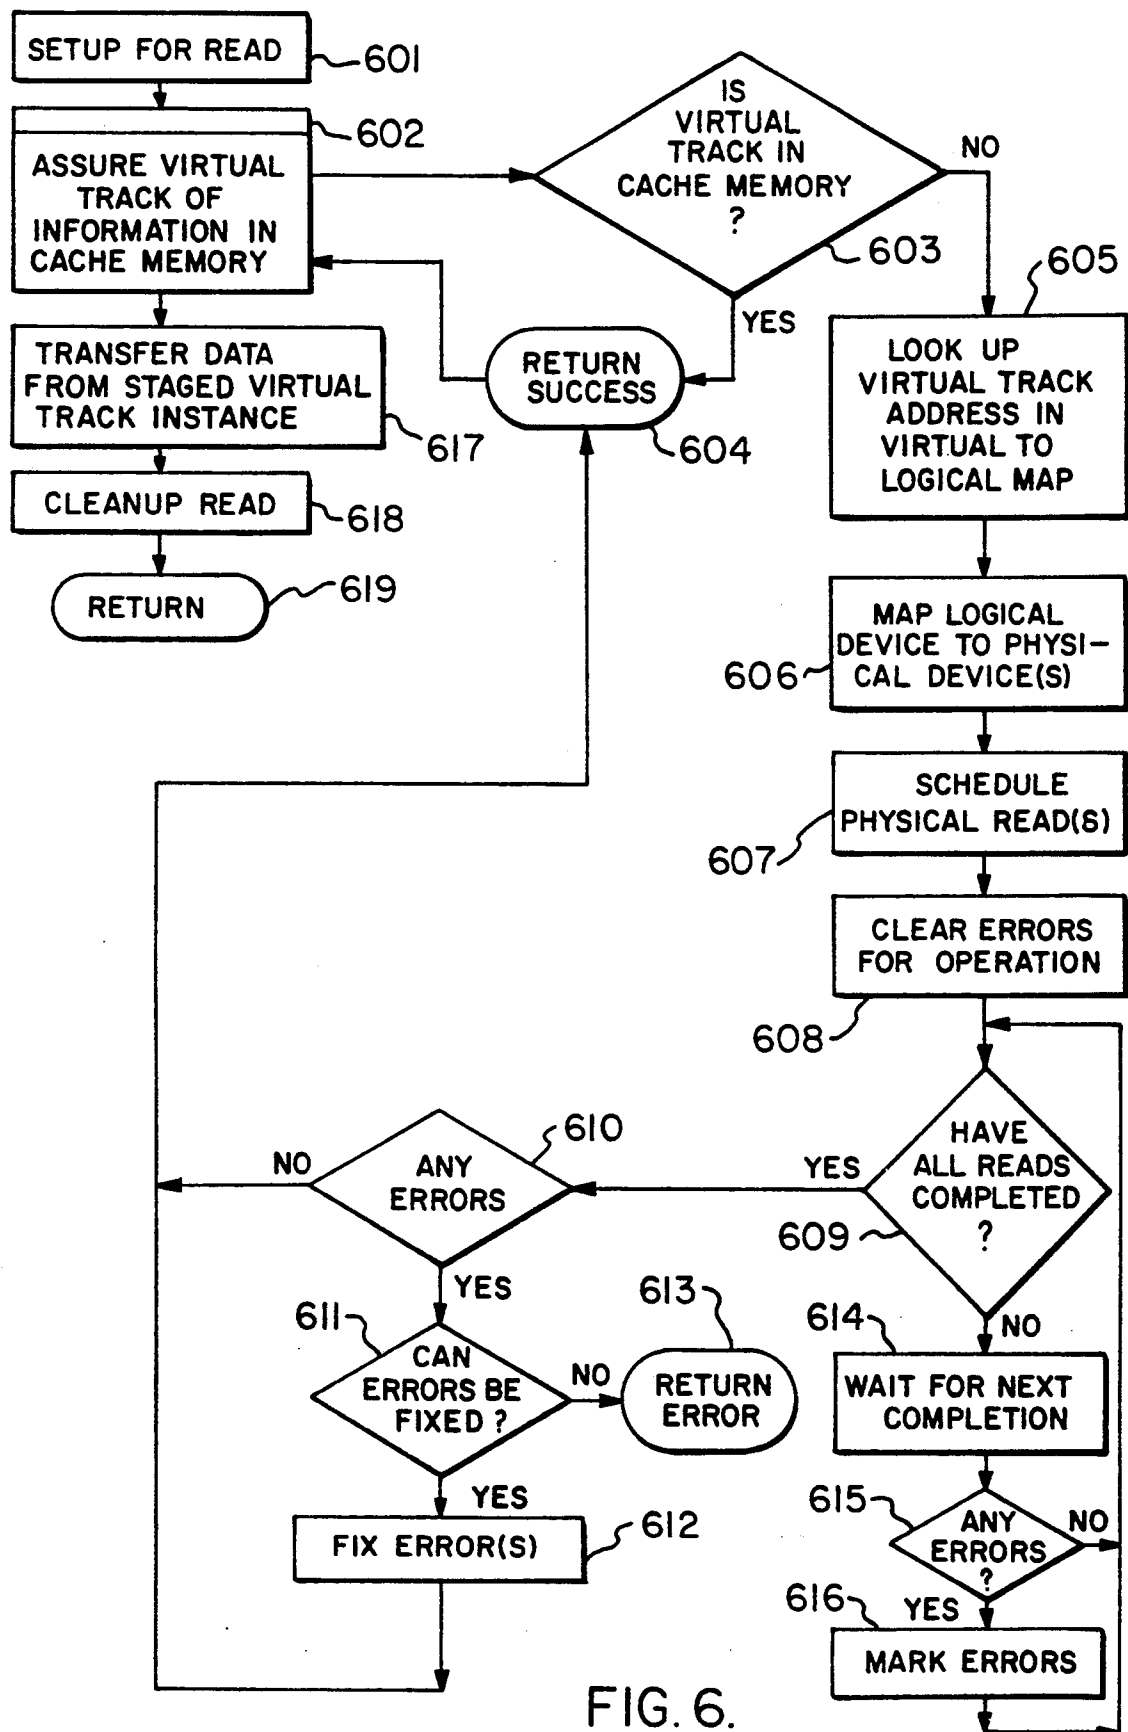 SETUP FOR READ
601
602
ASSURE VIRTUAL
TRACK OF
INFORMATION IN
CACHE MEMORY
IS
VIRTUAL
TRACK IN
CACHE MEMORY
?
NO
603
YES
605
TRANSFER DATA
FROM STAGED VIRTUAL
TRACK INSTANCE
617
RETURN
SUCCESS
604
LOOK UP
VIRTUAL TRACK
ADDRESS IN
VIRTUAL TO
LOGICAL MAP
CLEANUP READ
618
RETURN
619
MAP LOGICAL
DEVICE TO PHYSI-
CAL DEVICE(S)
606
SCHEDULE
PHYSICAL READ(S)
607
CLEAR ERRORS
FOR OPERATION
608
HAVE
ALL READS
COMPLETED
?
609
YES
610
ANY
ERRORS
NO
YES
611
CAN
ERRORS BE
FIXED ?
NO
613
RETURN
ERROR
YES
FIX ERROR(S)
612
NO
614
WAIT FOR NEXT
COMPLETION
615
ANY
ERRORS
?
NO
YES
616
MARK ERRORS
FIG. 6.